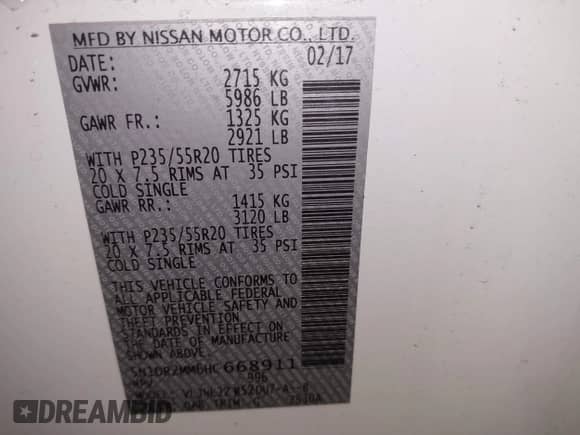 MFD BY NISSAN MOTOR CO., LTD.
DATE: 02/17
GVWR: 2715 KG
5986 LB
GAWR FR.: 1325 KG
2921 LB
WITH P235/55R20 TIRES
20 X 7.5 RIMS AT 35 PSI
COLD SINGLE
GAWR RR.: 1415 KG
3120 LB
WITH P235/55R20 TIRES
20 X 7.5 RIMS AT 35 PSI
COLD SINGLE
THIS VEHICLE CONFORMS TO
ALL APPLICABLE FEDERAL
MOTOR VEHICLE SAFETY AND
THEFT PREVENTION
STANDARDS IN EFFECT ON
THE DATE OF MANUFACTURE
SHOWN ABOVE.
5N1DR2MM6HC 668911
MPV 896
TRIM G
DREAMBID